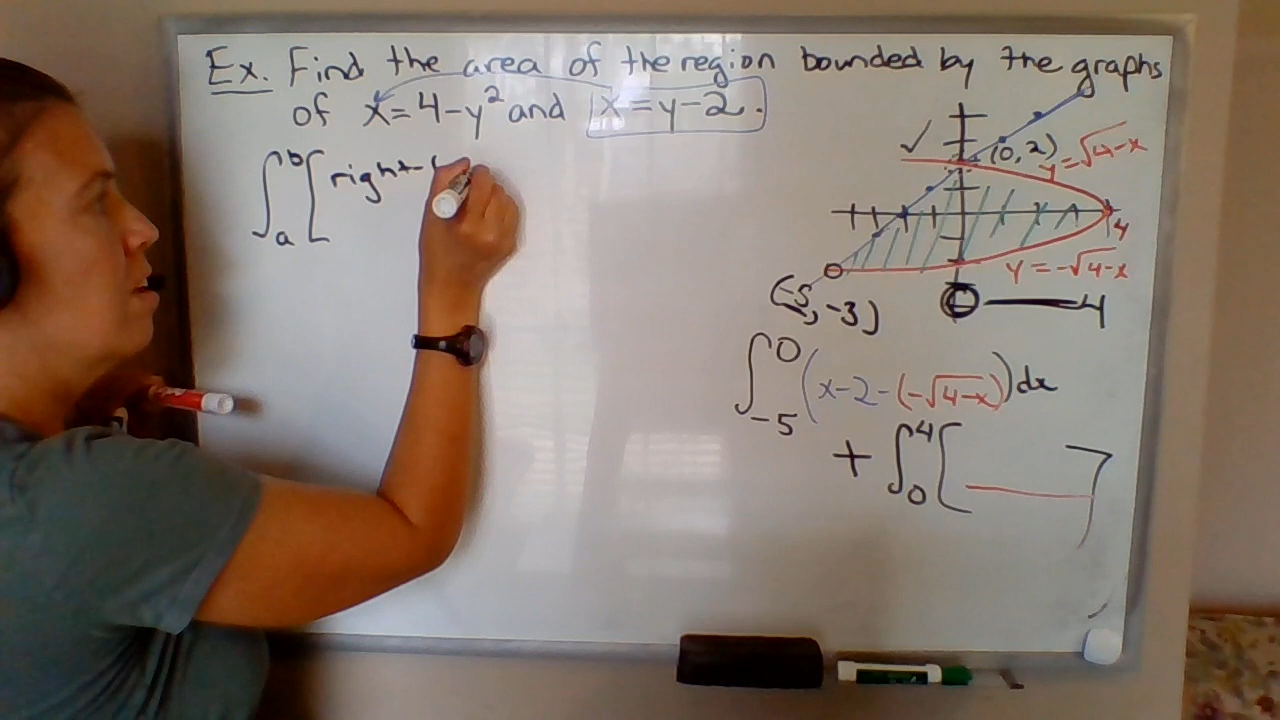 Ex. Find the area of the region bounded by the graphs
of x=4-y² and x=y-2.
∫ₐᵇ[right-
(0,2)
y=√4-x
4
y=-√4-x
(-5,-3)
0 4
∫₋₅⁰(x-2-(-√4-x))dx
+ ∫₀⁴[ ]